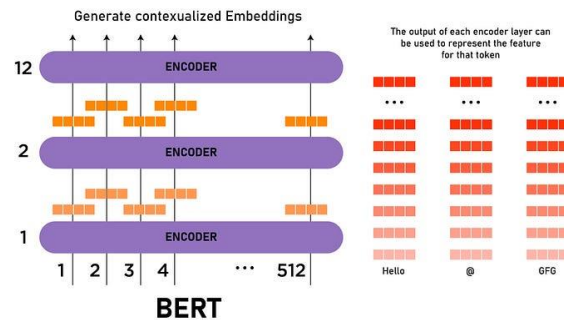 Generate contexualized Embeddings
12
ENCODER
2
ENCODER
1
ENCODER
1 2 3 4 ... 512
BERT
The output of each encoder layer can
be used to represent the feature
for that token
... ... ...
Hello @ GFG